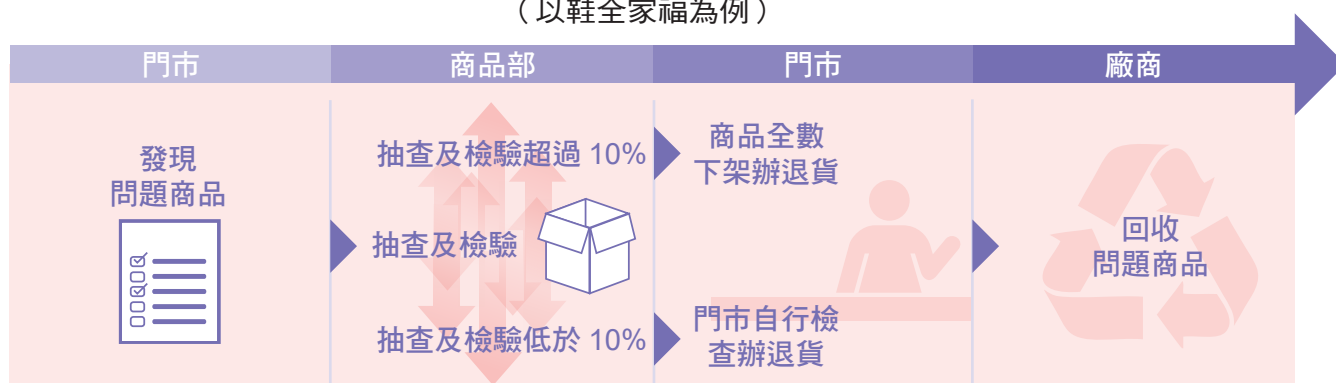 （以鞋全家福為例）
門市
商品部
門市
廠商
發現
問題商品
抽查及檢驗超過 10%
抽查及檢驗
抽查及檢驗低於 10%
商品全數
下架辦退貨
門市自行檢
查辦退貨
回收
問題商品